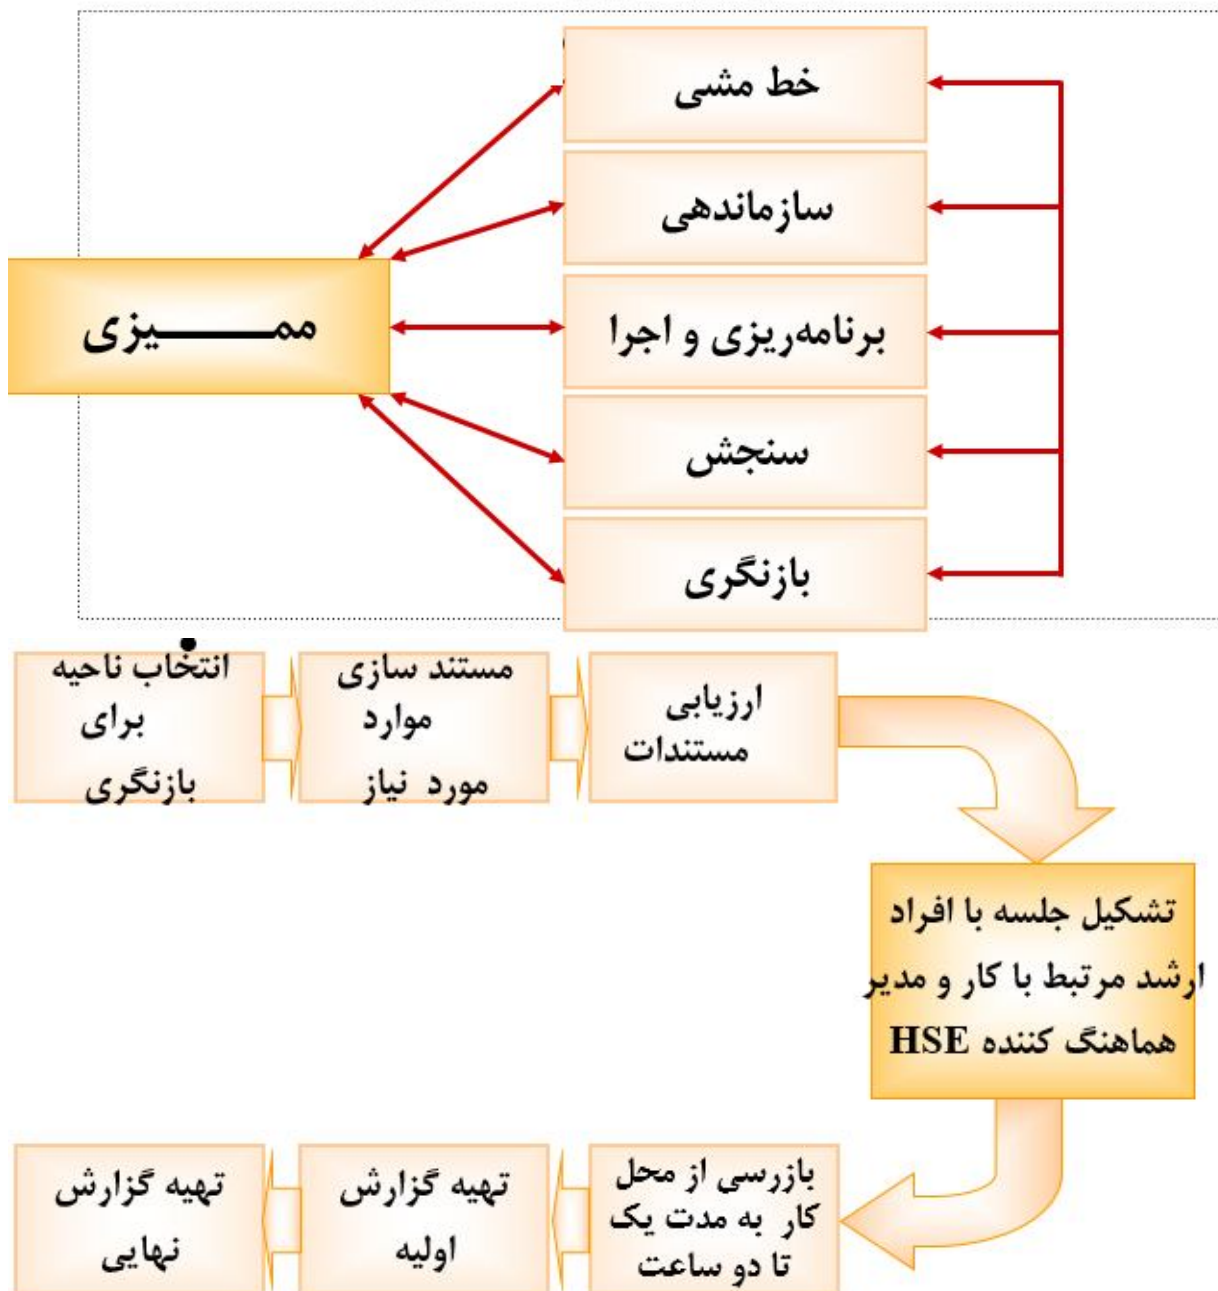 خط مشی
سازماندهی
ممـــــــیزی
برنامه‌ریزی و اجرا
سنجش
بازنگری
انتخاب ناحیه
برای
بازنگری
مستند سازی
موارد
مورد نیاز
ارزیابی
مستندات
تشکیل جلسه با افراد
ارشد مرتبط با کار و مدیر
هماهنگ کننده HSE
بازرسی از محل
کار به مدت یک
تا دو ساعت
تهیه گزارش
اولیه
تهیه گزارش
نهایی